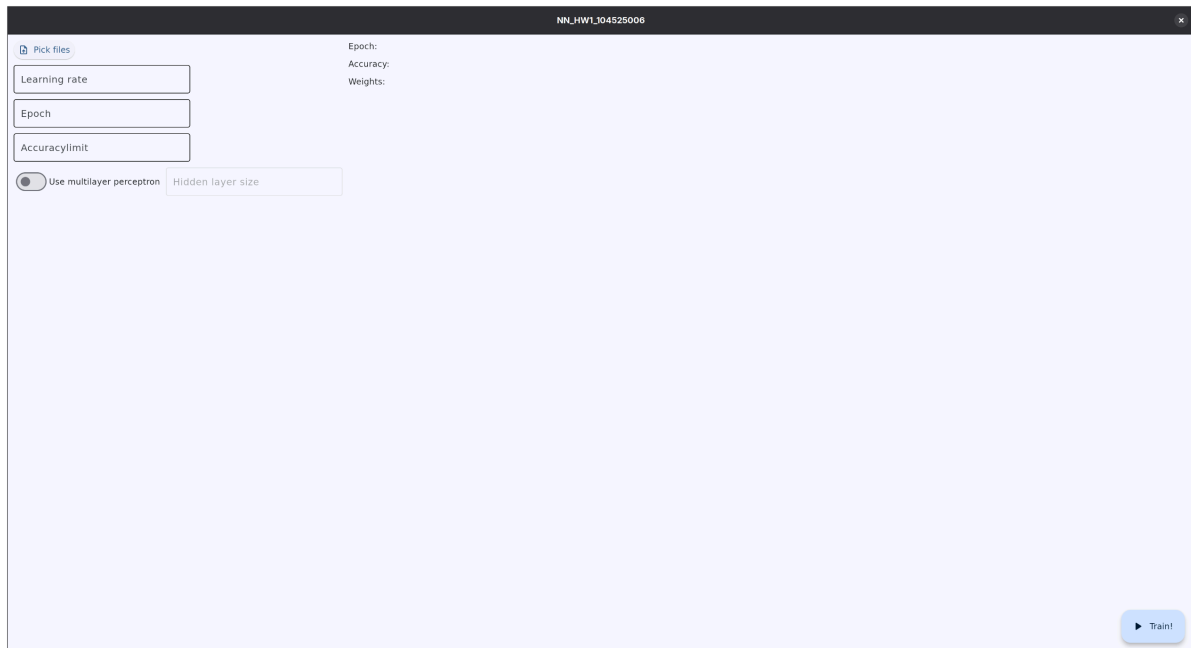 NN_HW1_104525006
Pick files
Learning rate
Epoch
Accuracylimit
Use multilayer perceptron
Hidden layer size
Epoch:
Accuracy:
Weights:
Train!